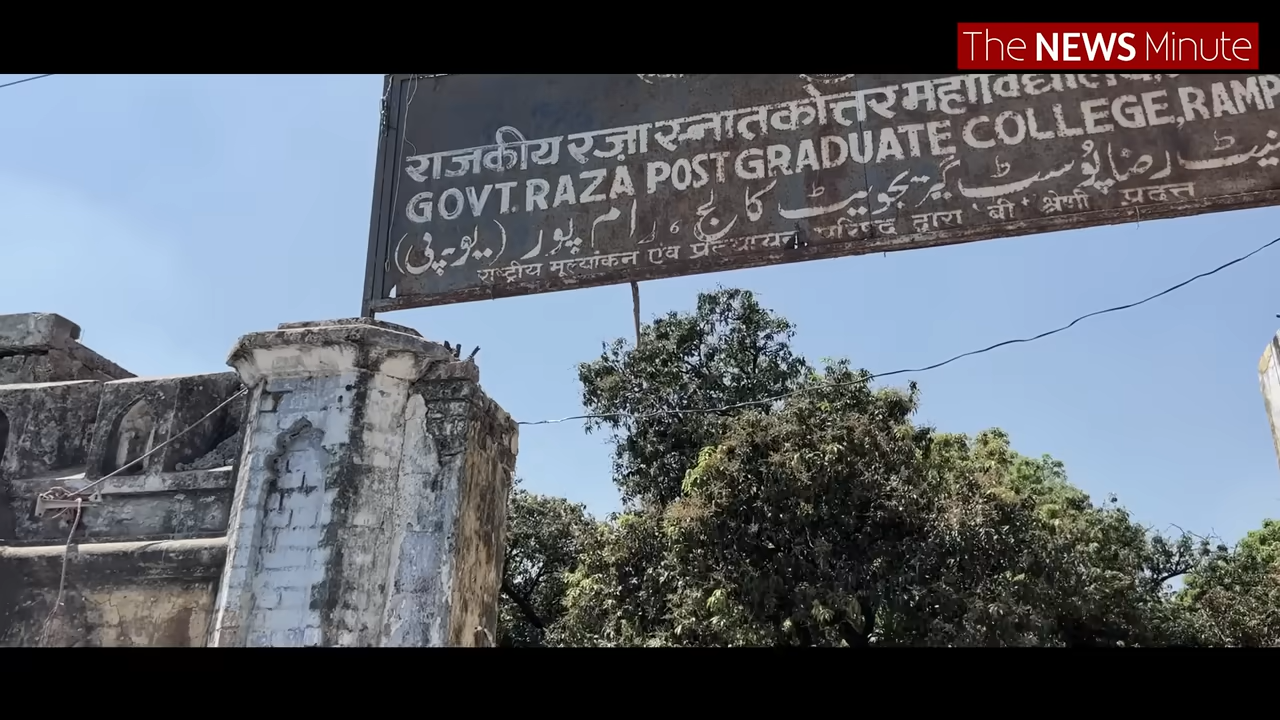 The NEWS Minute
राजकीय रज़ा स्नातकोत्तर महाविद्यालय
GOVT. RAZA POST GRADUATE COLLEGE, RAMP
رضا پوسٹ گریجویٹ کالج، رام پور (یو۔پی)
राष्ट्रीय मूल्यांकन एवं प्रत्यायन परिषद द्वारा 'बी' श्रेणी प्रदत्त